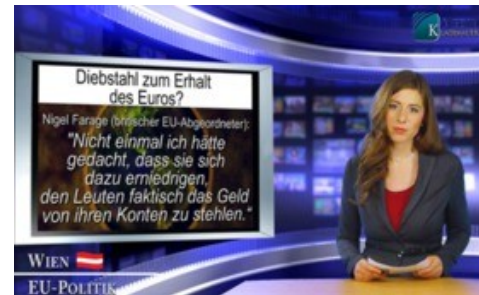 Diebstahl zum Erhalt
des Euros?
Nigel Farage (britischer EU-Abgeordneter):
"Nicht einmal ich hätte
gedacht, dass sie sich
dazu erniedrigen,
den Leuten faktisch das Geld
von ihren Konten zu stehlen."
WIEN
EU-POLITIK